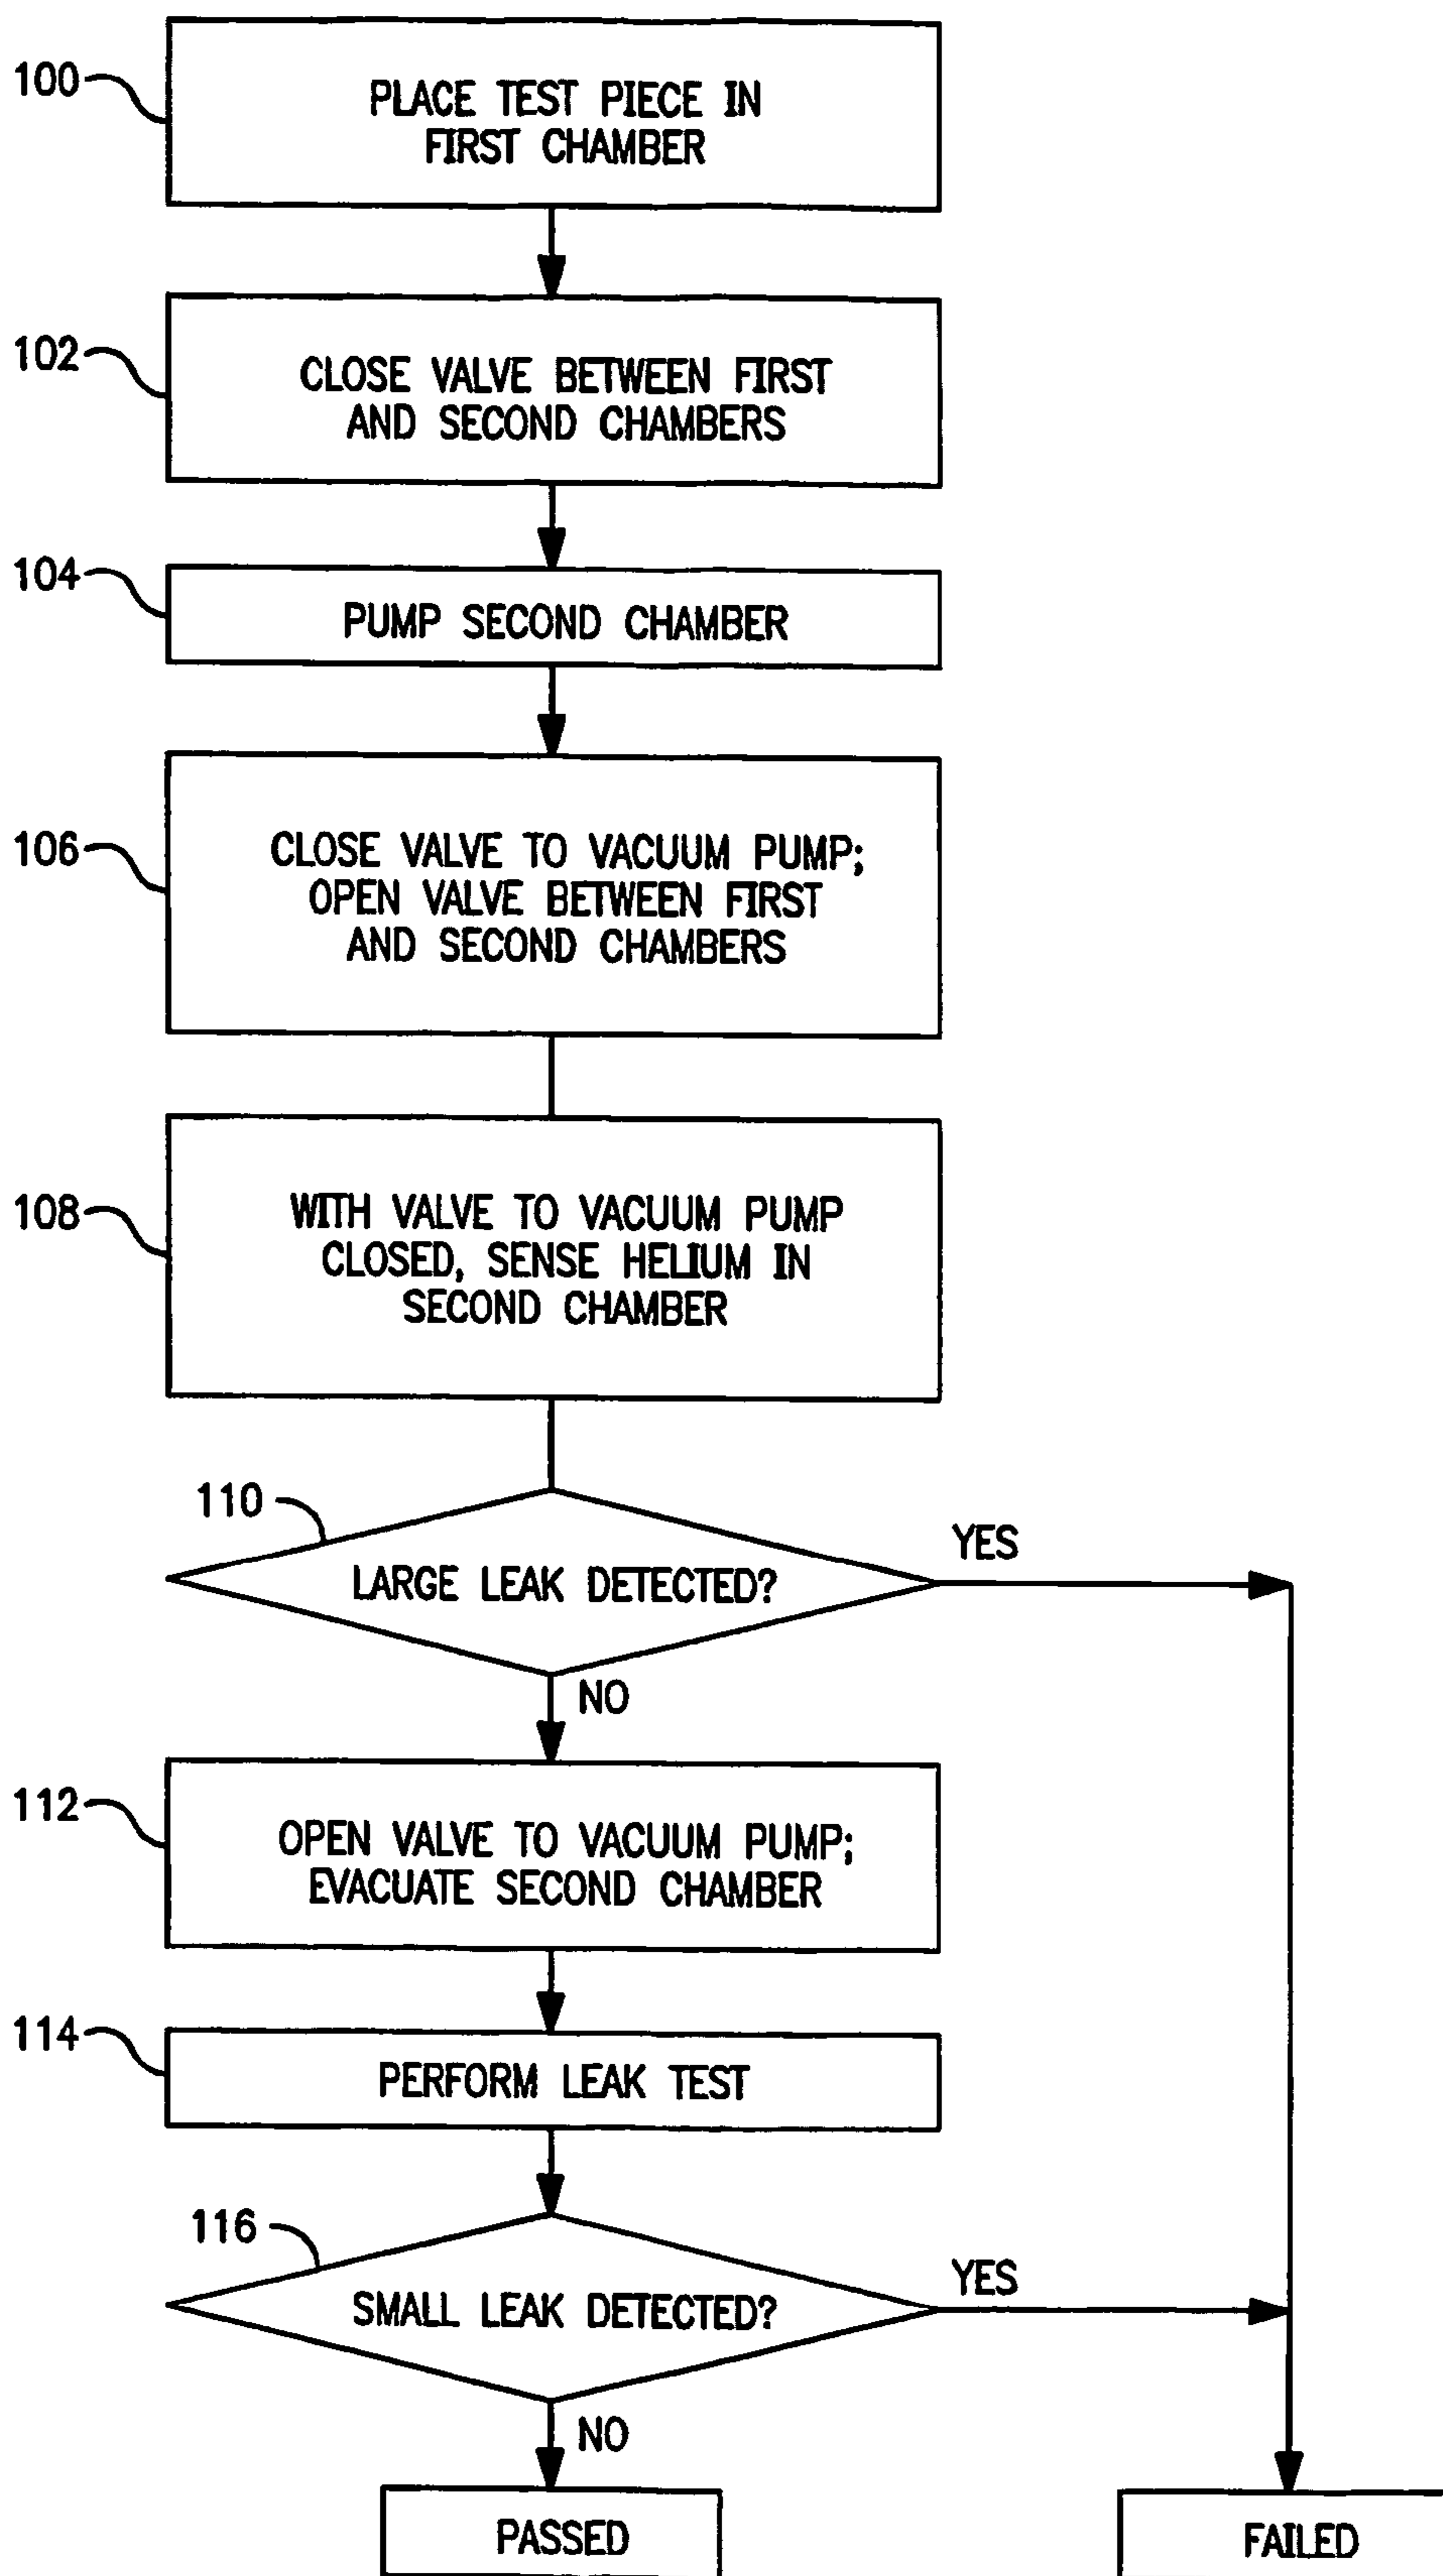 100
PLACE TEST PIECE IN
FIRST CHAMBER
102
CLOSE VALVE BETWEEN FIRST
AND SECOND CHAMBERS
104
PUMP SECOND CHAMBER
106
CLOSE VALVE TO VACUUM PUMP;
OPEN VALVE BETWEEN FIRST
AND SECOND CHAMBERS
108
WITH VALVE TO VACUUM PUMP
CLOSED, SENSE HELIUM IN
SECOND CHAMBER
110
LARGE LEAK DETECTED?
YES
NO
112
OPEN VALVE TO VACUUM PUMP;
EVACUATE SECOND CHAMBER
114
PERFORM LEAK TEST
116
SMALL LEAK DETECTED?
YES
NO
PASSED
FAILED